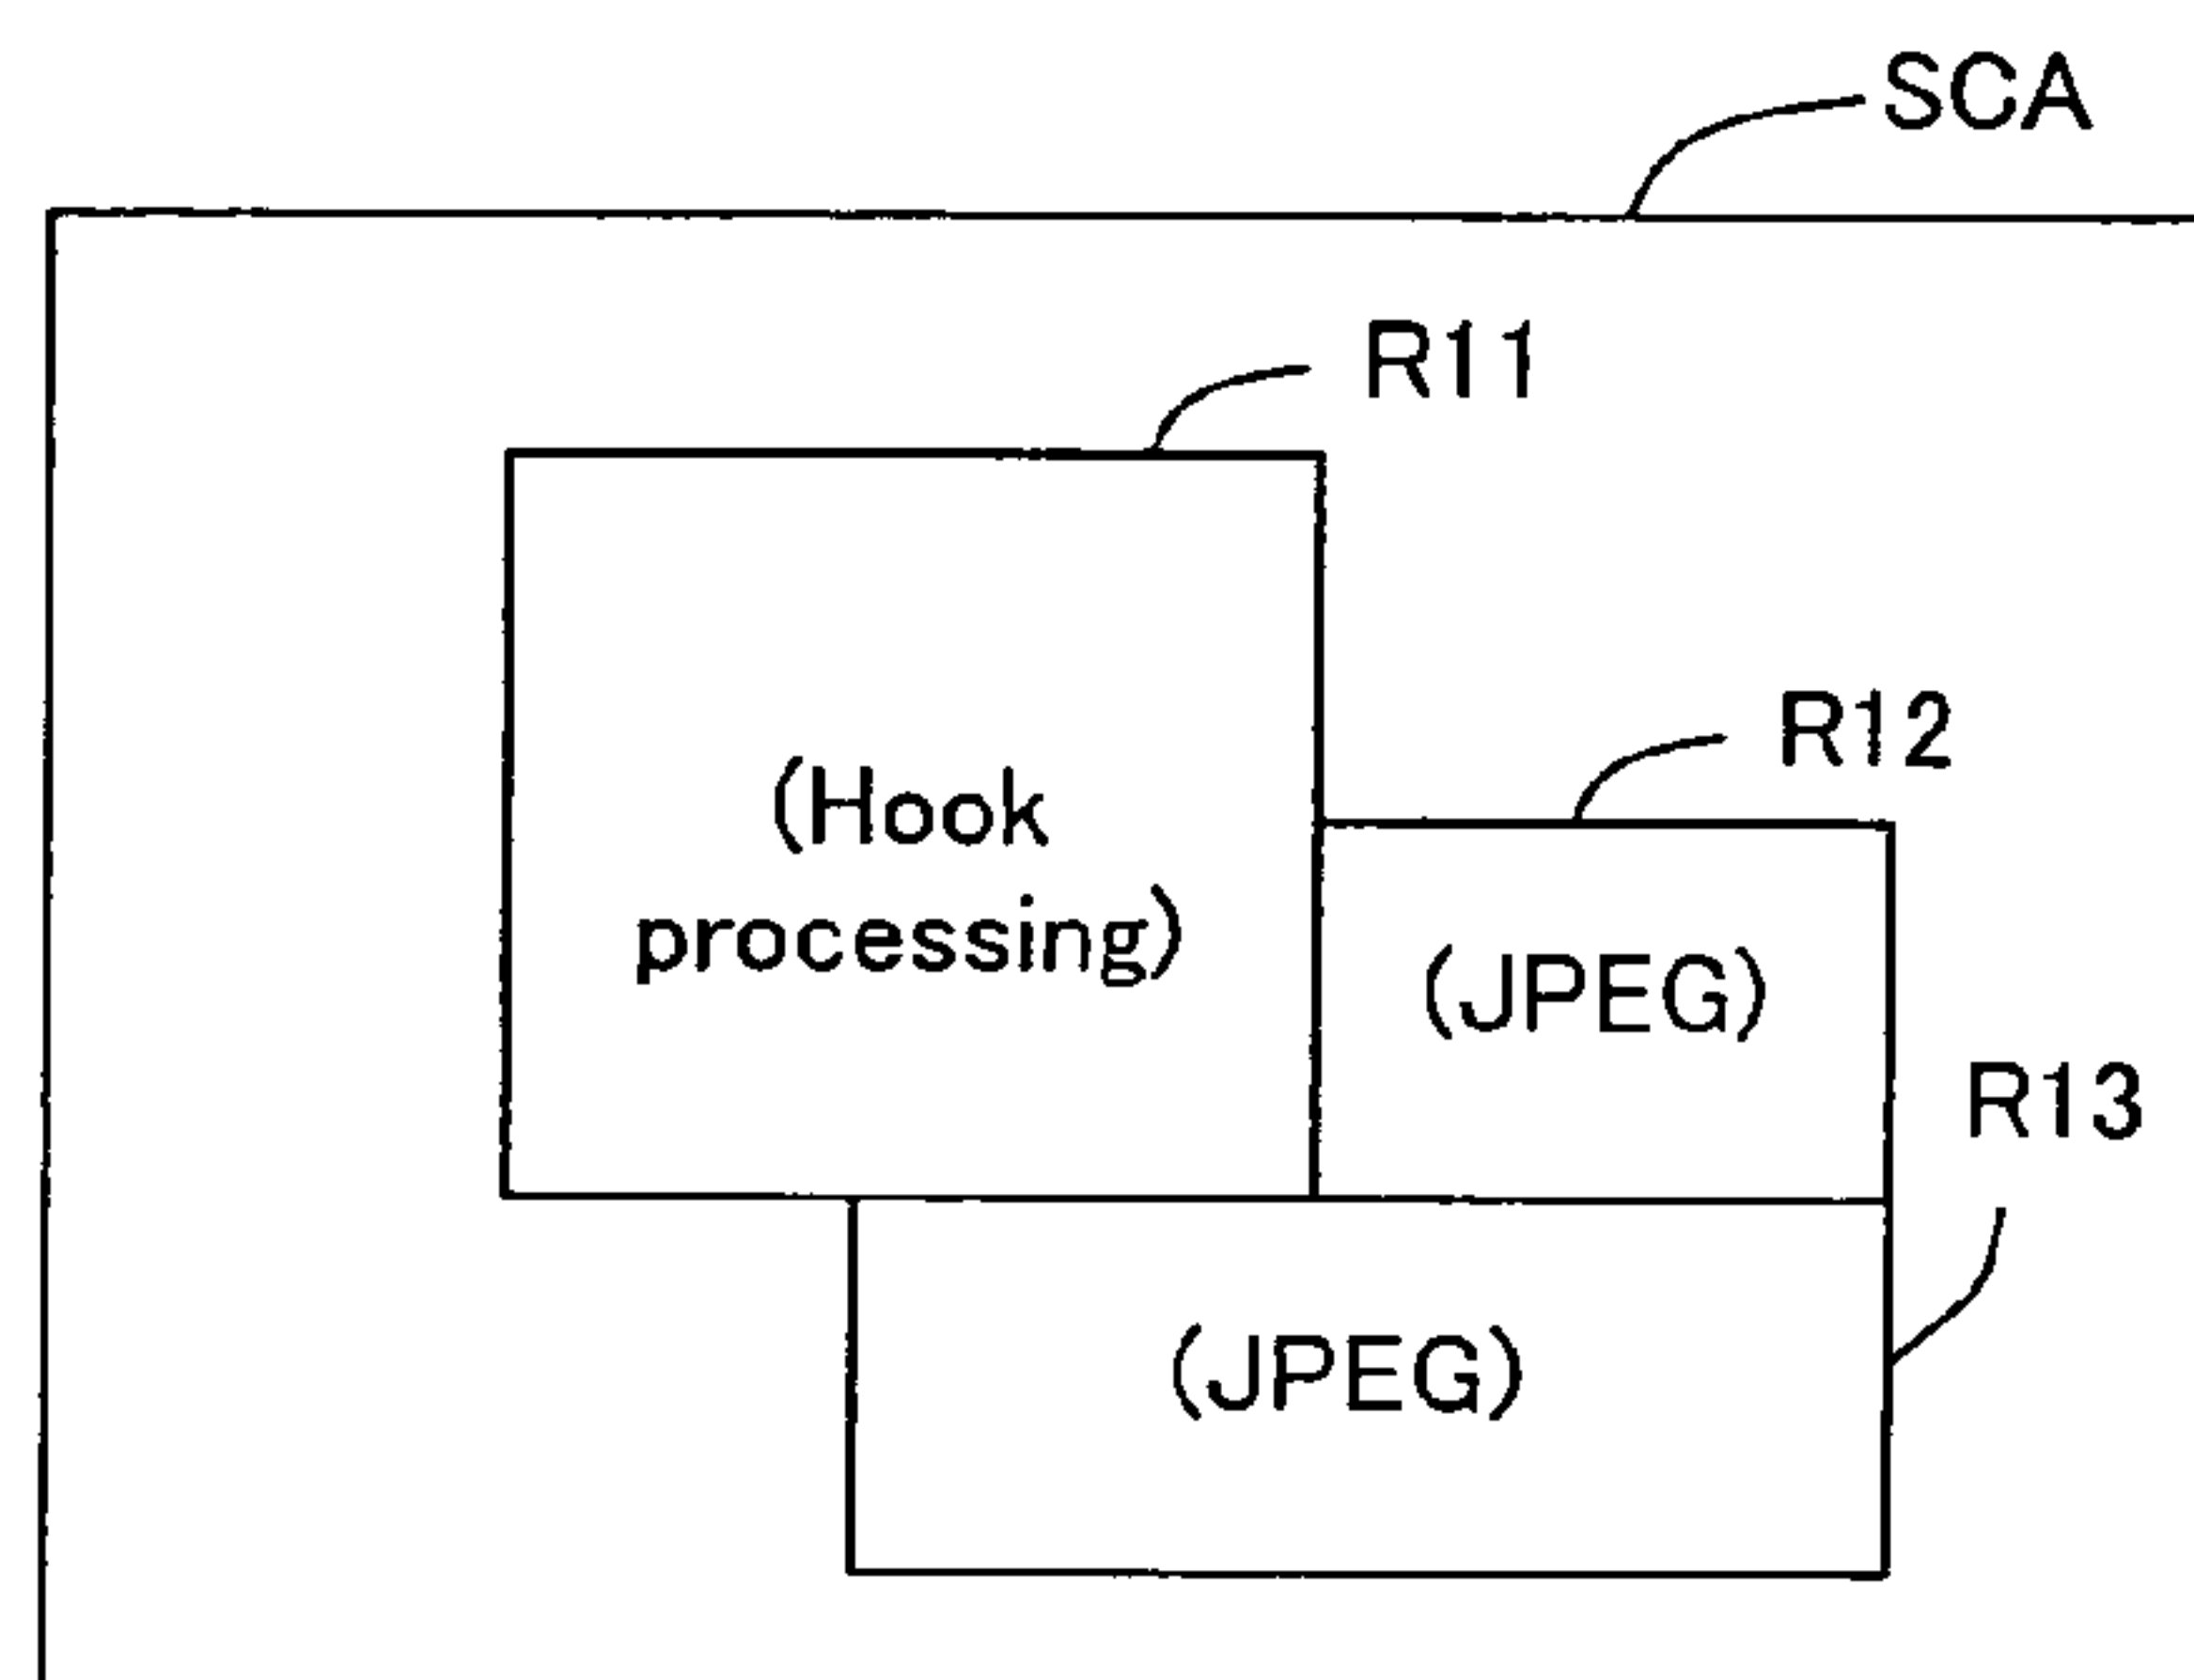 SCA
R11
R12
(Hook
processing)
(JPEG)
R13
(JPEG)